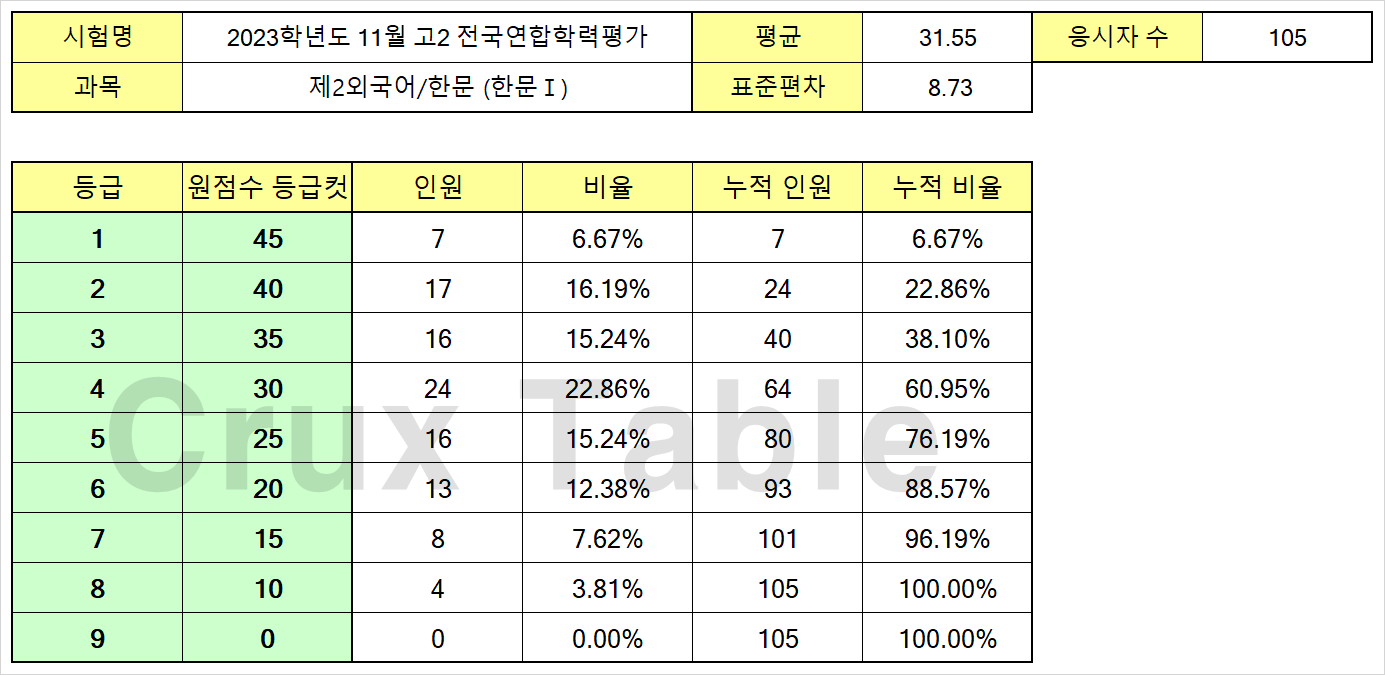 시험명 2023학년도 11월 고2 전국연합학력평가 평균 31.55 응시자 수 105
과목 제2외국어/한문 (한문Ⅰ) 표준편차 8.73
등급 원점수 등급컷 인원 비율 누적 인원 누적 비율
1 45 7 6.67% 7 6.67%
2 40 17 16.19% 24 22.86%
3 35 16 15.24% 40 38.10%
4 30 24 22.86% 64 60.95%
5 25 16 15.24% 80 76.19%
6 20 13 12.38% 93 88.57%
7 15 8 7.62% 101 96.19%
8 10 4 3.81% 105 100.00%
9 0 0 0.00% 105 100.00%
Crux Table